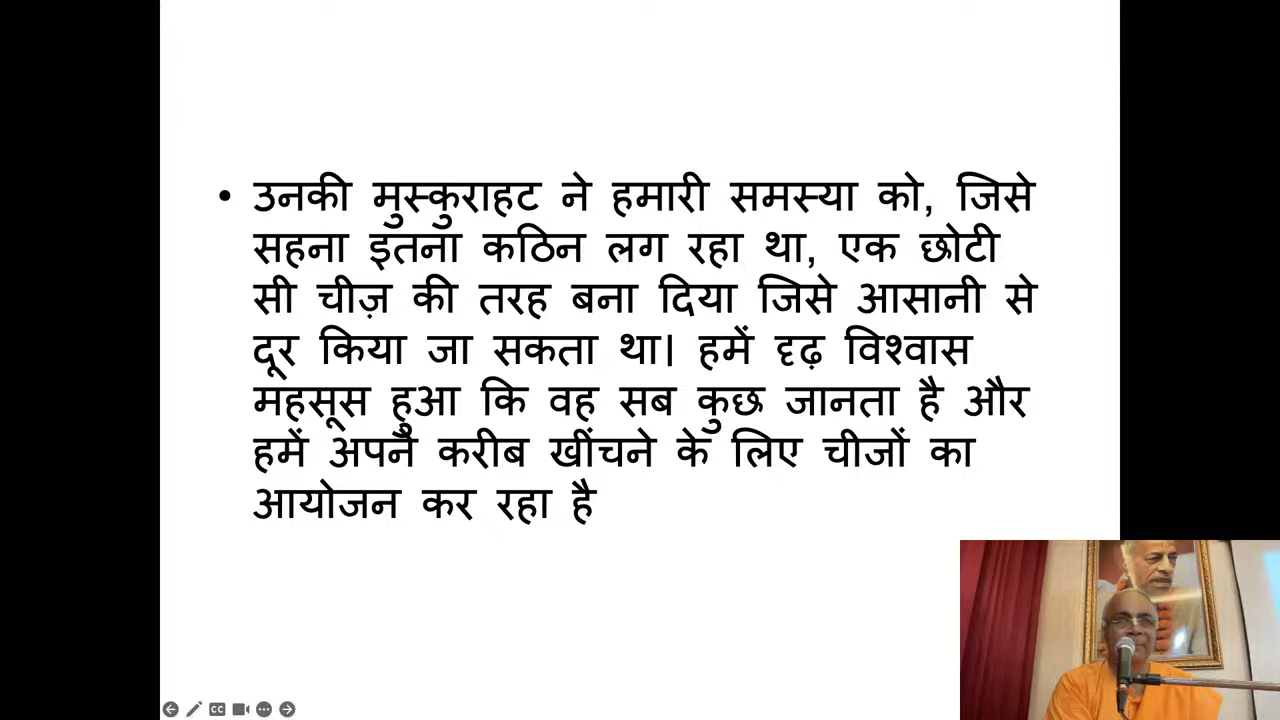 • उनकी मुस्कुराहट ने हमारी समस्या को, जिसे
सहना इतना कठिन लग रहा था, एक छोटी
सी चीज़ की तरह बना दिया जिसे आसानी से
दूर किया जा सकता था। हमें दृढ़ विश्वास
महसूस हुआ कि वह सब कुछ जानता है और
हमें अपने करीब खींचने के लिए चीजों का
आयोजन कर रहा है
CC